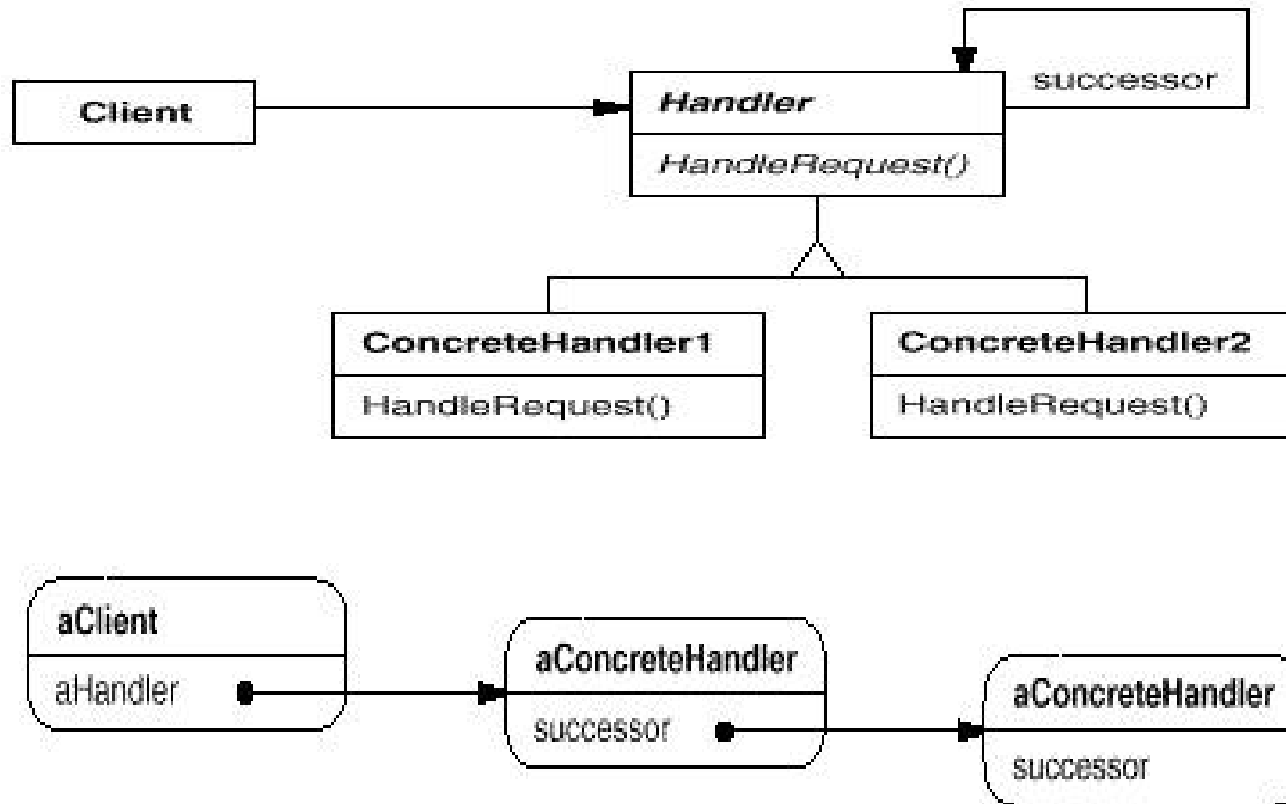 Client
Handler
HandleRequest()
successor
ConcreteHandler1
HandleRequest()
ConcreteHandler2
HandleRequest()
aClient
aHandler
aConcreteHandler
successor
aConcreteHandler
successor